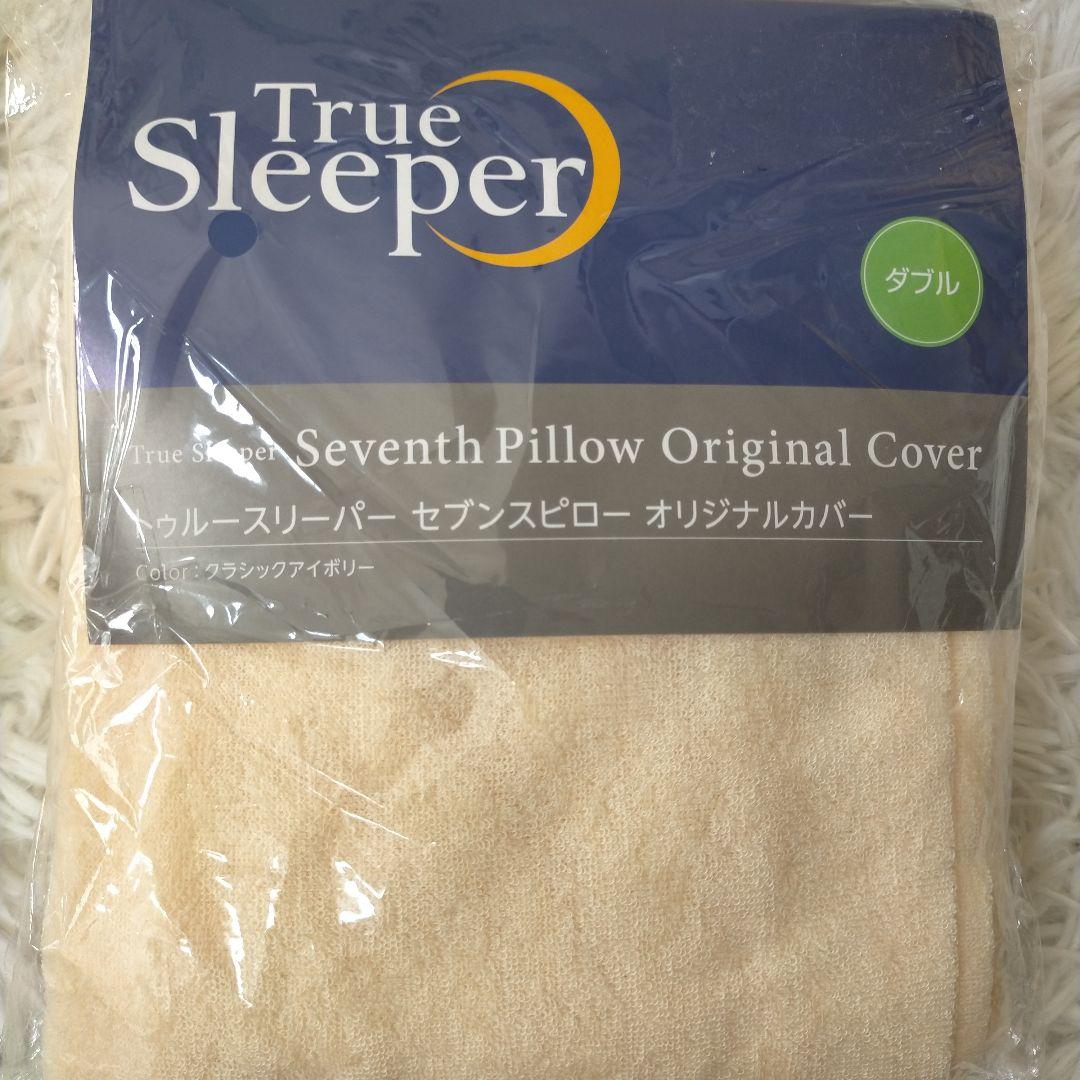 True
Sleeper
ダブル
True Sleeper Seventh Pillow Original Cover
トゥルースリーパー セブンスピロー オリジナルカバー
Color：クラシックアイボリー